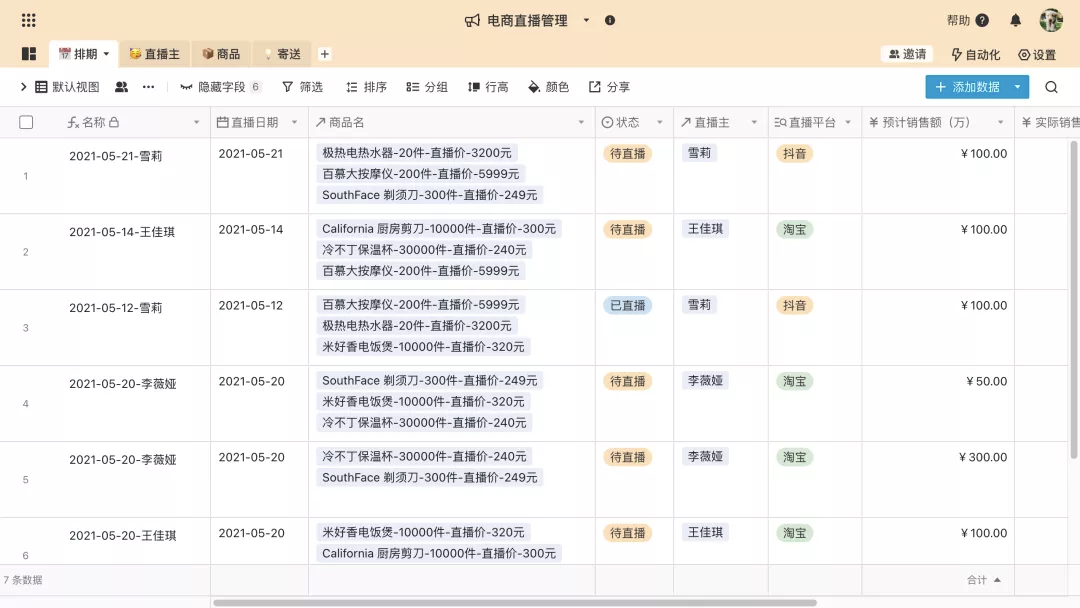 电商直播管理
帮助
排期
直播主
商品
寄送
邀请
自动化
设置
默认视图
隐藏字段 6
筛选
排序
分组
行高
颜色
分享
添加数据
名称
直播日期
商品名
状态
直播主
直播平台
¥ 预计销售额（万）
¥ 实际销售
1
2021-05-21-雪莉
2021-05-21
极热电热水器-20件-直播价-3200元
百慕大按摩仪-200件-直播价-5999元
SouthFace 剃须刀-300件-直播价-249元
待直播
雪莉
抖音
¥ 100.00
2
2021-05-14-王佳琪
2021-05-14
California 厨房剪刀-10000件-直播价-300元
冷不丁保温杯-30000件-直播价-240元
百慕大按摩仪-200件-直播价-5999元
待直播
王佳琪
淘宝
¥ 100.00
3
2021-05-12-雪莉
2021-05-12
百慕大按摩仪-200件-直播价-5999元
极热电热水器-20件-直播价-3200元
米好香电饭煲-10000件-直播价-320元
已直播
雪莉
抖音
¥ 100.00
4
2021-05-20-李薇娅
2021-05-20
SouthFace 剃须刀-300件-直播价-249元
米好香电饭煲-10000件-直播价-320元
冷不丁保温杯-30000件-直播价-240元
待直播
李薇娅
淘宝
¥ 50.00
5
2021-05-20-李薇娅
2021-05-20
冷不丁保温杯-30000件-直播价-240元
SouthFace 剃须刀-300件-直播价-249元
待直播
李薇娅
淘宝
¥ 300.00
6
2021-05-20-王佳琪
2021-05-20
米好香电饭煲-10000件-直播价-320元
California 厨房剪刀-10000件-直播价-300元
待直播
王佳琪
淘宝
¥ 100.00
7 条数据
合计